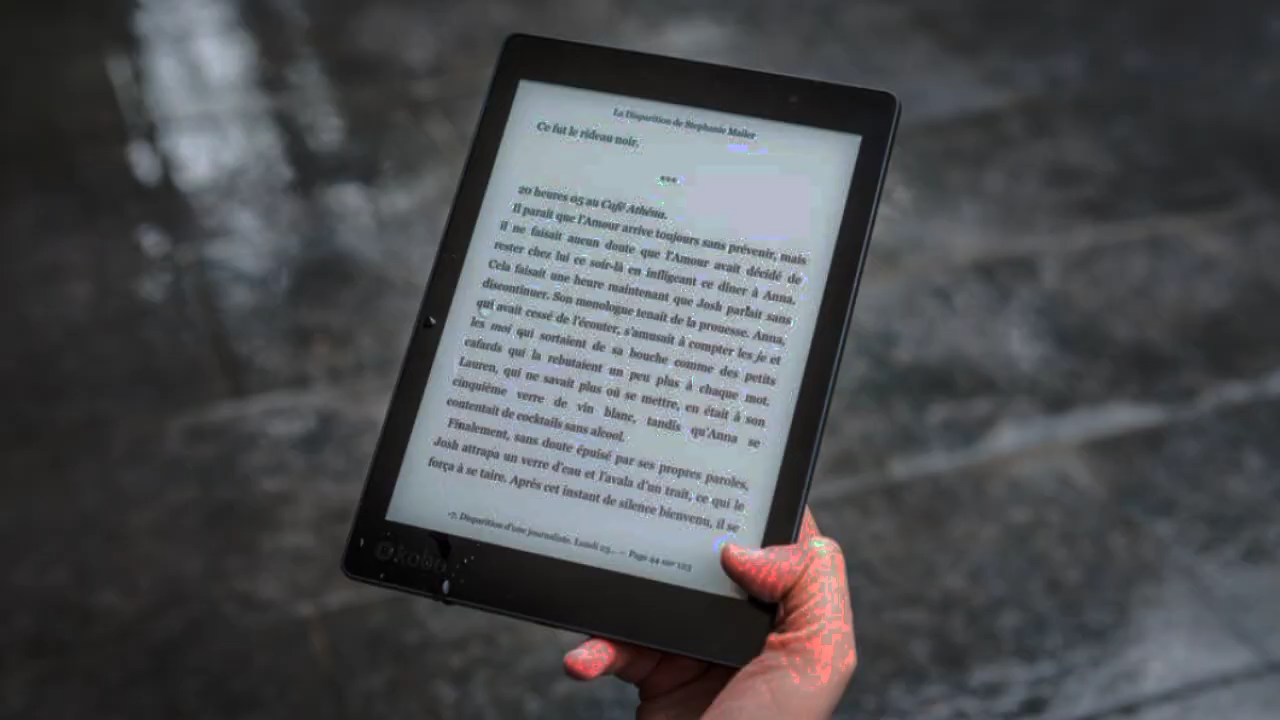 La Disparition de Stephanie Mailer
Ce fut le rideau noir.
***
20 heures 05 au Café Athéna.
Il paraît que l'Amour arrive toujours sans prévenir, mais
il ne faisait aucun doute que l'Amour avait décidé de
rester chez lui ce soir-là en infligeant ce dîner à Anna.
Cela faisait une heure maintenant que Josh parlait sans
discontinuer. Son monologue tenait de la prouesse. Anna,
qui avait cessé de l'écouter, s'amusait à compter les je et
les moi qui sortaient de sa bouche comme des petits
cafards qui la rebutaient un peu plus à chaque mot.
Lauren, qui ne savait plus où se mettre, en était à son
cinquième verre de vin blanc, tandis qu'Anna se
contentait de cocktails sans alcool.
Finalement, sans doute épuisé par ses propres paroles,
Josh attrapa un verre d'eau et l'avala d'un trait, ce qui le
força à se taire. Après cet instant de silence bienvenu, il se
-7. Disparition d'une journaliste. Lundi 23... — Page 44 sur 123
kobo